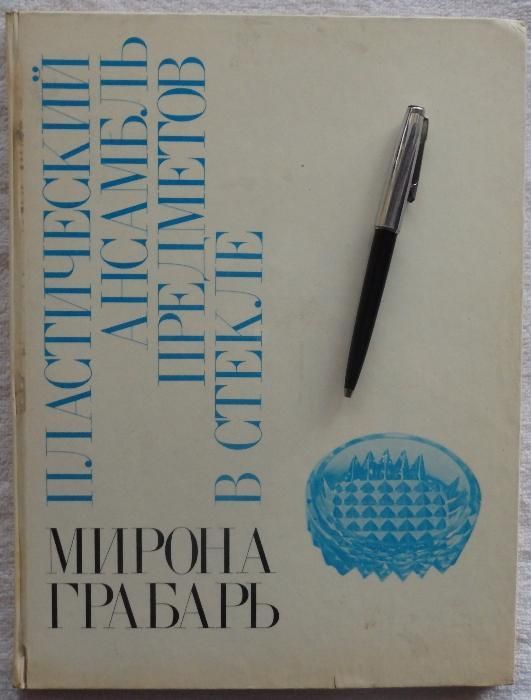 ПЛАСТИЧЕСКИЙ
АНСАМБЛЬ
ПРЕДМЕТОВ
В СТЕКЛЕ
МИРОНА
ГРАБАРЬ